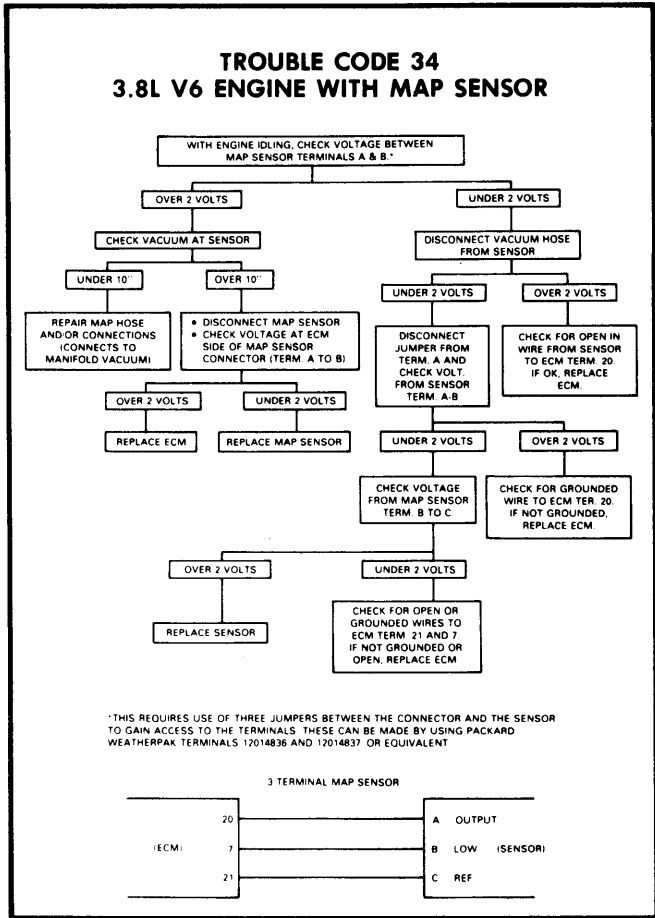 TROUBLE CODE 34
3.8L V6 ENGINE WITH MAP SENSOR
WITH ENGINE IDLING, CHECK VOLTAGE BETWEEN
MAP SENSOR TERMINALS A & B.*
OVER 2 VOLTS
UNDER 2 VOLTS
CHECK VACUUM AT SENSOR
DISCONNECT VACUUM HOSE
FROM SENSOR
UNDER 10"
OVER 10"
UNDER 2 VOLTS
OVER 2 VOLTS
REPAIR MAP HOSE
AND/OR CONNECTIONS
(CONNECTS TO
MANIFOLD VACUUM)
• DISCONNECT MAP SENSOR
• CHECK VOLTAGE AT ECM
SIDE OF MAP SENSOR
CONNECTOR (TERM. A TO B)
DISCONNECT
JUMPER FROM
TERM. A AND
CHECK VOLT.
FROM SENSOR
TERM. A-B
CHECK FOR OPEN IN
WIRE FROM SENSOR
TO ECM TERM. 20.
IF OK, REPLACE
ECM.
OVER 2 VOLTS
UNDER 2 VOLTS
REPLACE ECM
REPLACE MAP SENSOR
UNDER 2 VOLTS
OVER 2 VOLTS
CHECK VOLTAGE
FROM MAP SENSOR
TERM. B TO C.
CHECK FOR GROUNDED
WIRE TO ECM TER. 20.
IF NOT GROUNDED,
REPLACE ECM.
OVER 2 VOLTS
UNDER 2 VOLTS
REPLACE SENSOR
CHECK FOR OPEN OR
GROUNDED WIRES TO
ECM TERM. 21 AND 7
IF NOT GROUNDED OR
OPEN, REPLACE ECM
*THIS REQUIRES USE OF THREE JUMPERS BETWEEN THE CONNECTOR AND THE SENSOR
TO GAIN ACCESS TO THE TERMINALS THESE CAN BE MADE BY USING PACKARD
WEATHERPAK TERMINALS 12014836 AND 12014837 OR EQUIVALENT
3 TERMINAL MAP SENSOR
20 A OUTPUT
(ECM) 7 B LOW (SENSOR)
21 C REF